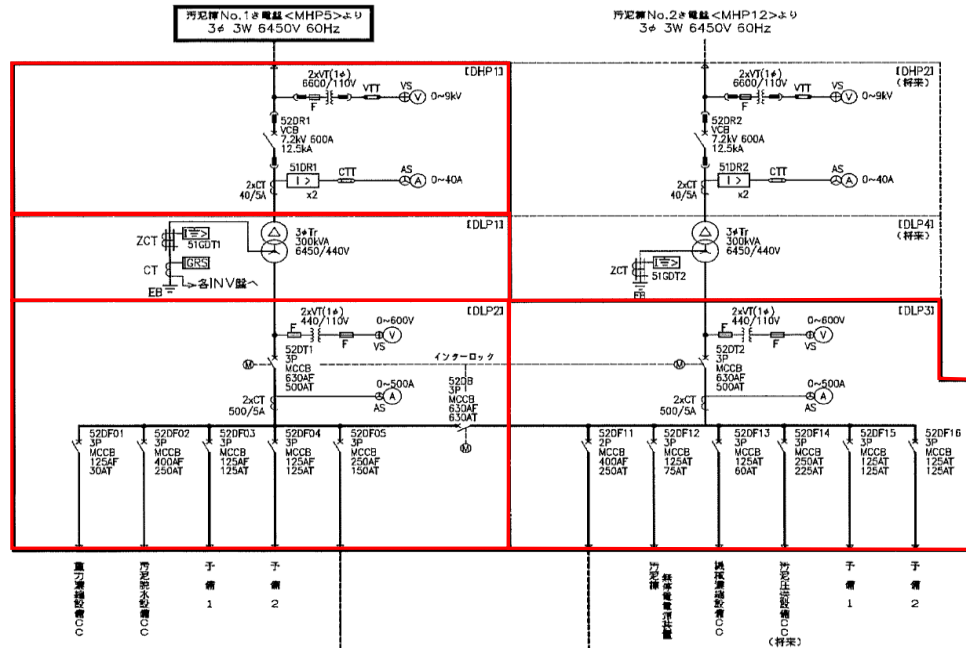 汚泥棟No.1き電盤<MHP5>より
3φ 3W 6450V 60Hz
汚泥棟No.2き電盤<MHP12>より
3φ 3W 6450V 60Hz
[DHP1]
2xVT(1φ)
6600/110V
VTT
VS
V
0~9kV
F
52DR1
VCB
7.2kV 600A
12.5kA
51DR1
I >
x2
CTT
AS
A
0~40A
2xCT
40/5A
[DHP2]
(将来)
2xVT(1φ)
6600/110V
VTT
VS
V
0~9kV
F
52DR2
VCB
7.2kV 600A
12.5kA
51DR2
I >
x2
CTT
AS
A
0~40A
2xCT
40/5A
[DLP1]
ZCT
51GDT1
CT
GRS
EB
各INV盤へ
3φTr
300kVA
6450/440V
[DLP4]
(将来)
ZCT
51GDT2
EB
3φTr
300kVA
6450/440V
[DLP2]
2xVT(1φ)
440/110V
F
F
0~600V
V
VS
52DT1
3P
MCCB
630AF
500AT
M
インターロック
2xCT
500/5A
0~500A
A
AS
52DB
3P
MCCB
630AF
630AT
M
[DLP3]
2xVT(1φ)
440/110V
F
F
0~600V
V
VS
52DT2
3P
MCCB
630AF
500AT
M
2xCT
500/5A
0~500A
A
AS
52DF01
3P
MCCB
125AF
30AT
52DF02
3P
MCCB
400AF
250AT
52DF03
3P
MCCB
125AF
125AT
52DF04
3P
MCCB
125AF
125AT
52DF05
3P
MCCB
250AF
150AT
52DF11
2P
MCCB
400AF
250AT
52DF12
3P
MCCB
125AT
75AT
52DF13
3P
MCCB
125AT
60AT
52DF14
3P
MCCB
250AT
225AT
52DF15
3P
MCCB
125AT
125AT
52DF16
3P
MCCB
125AT
125AT
重力濃縮設備CC
汚泥脱水設備CC
予備1
予備2
汚泥棟
無停電電源装置
機械濃縮設備CC
汚泥圧送設備CC
(将来)
予備1
予備2